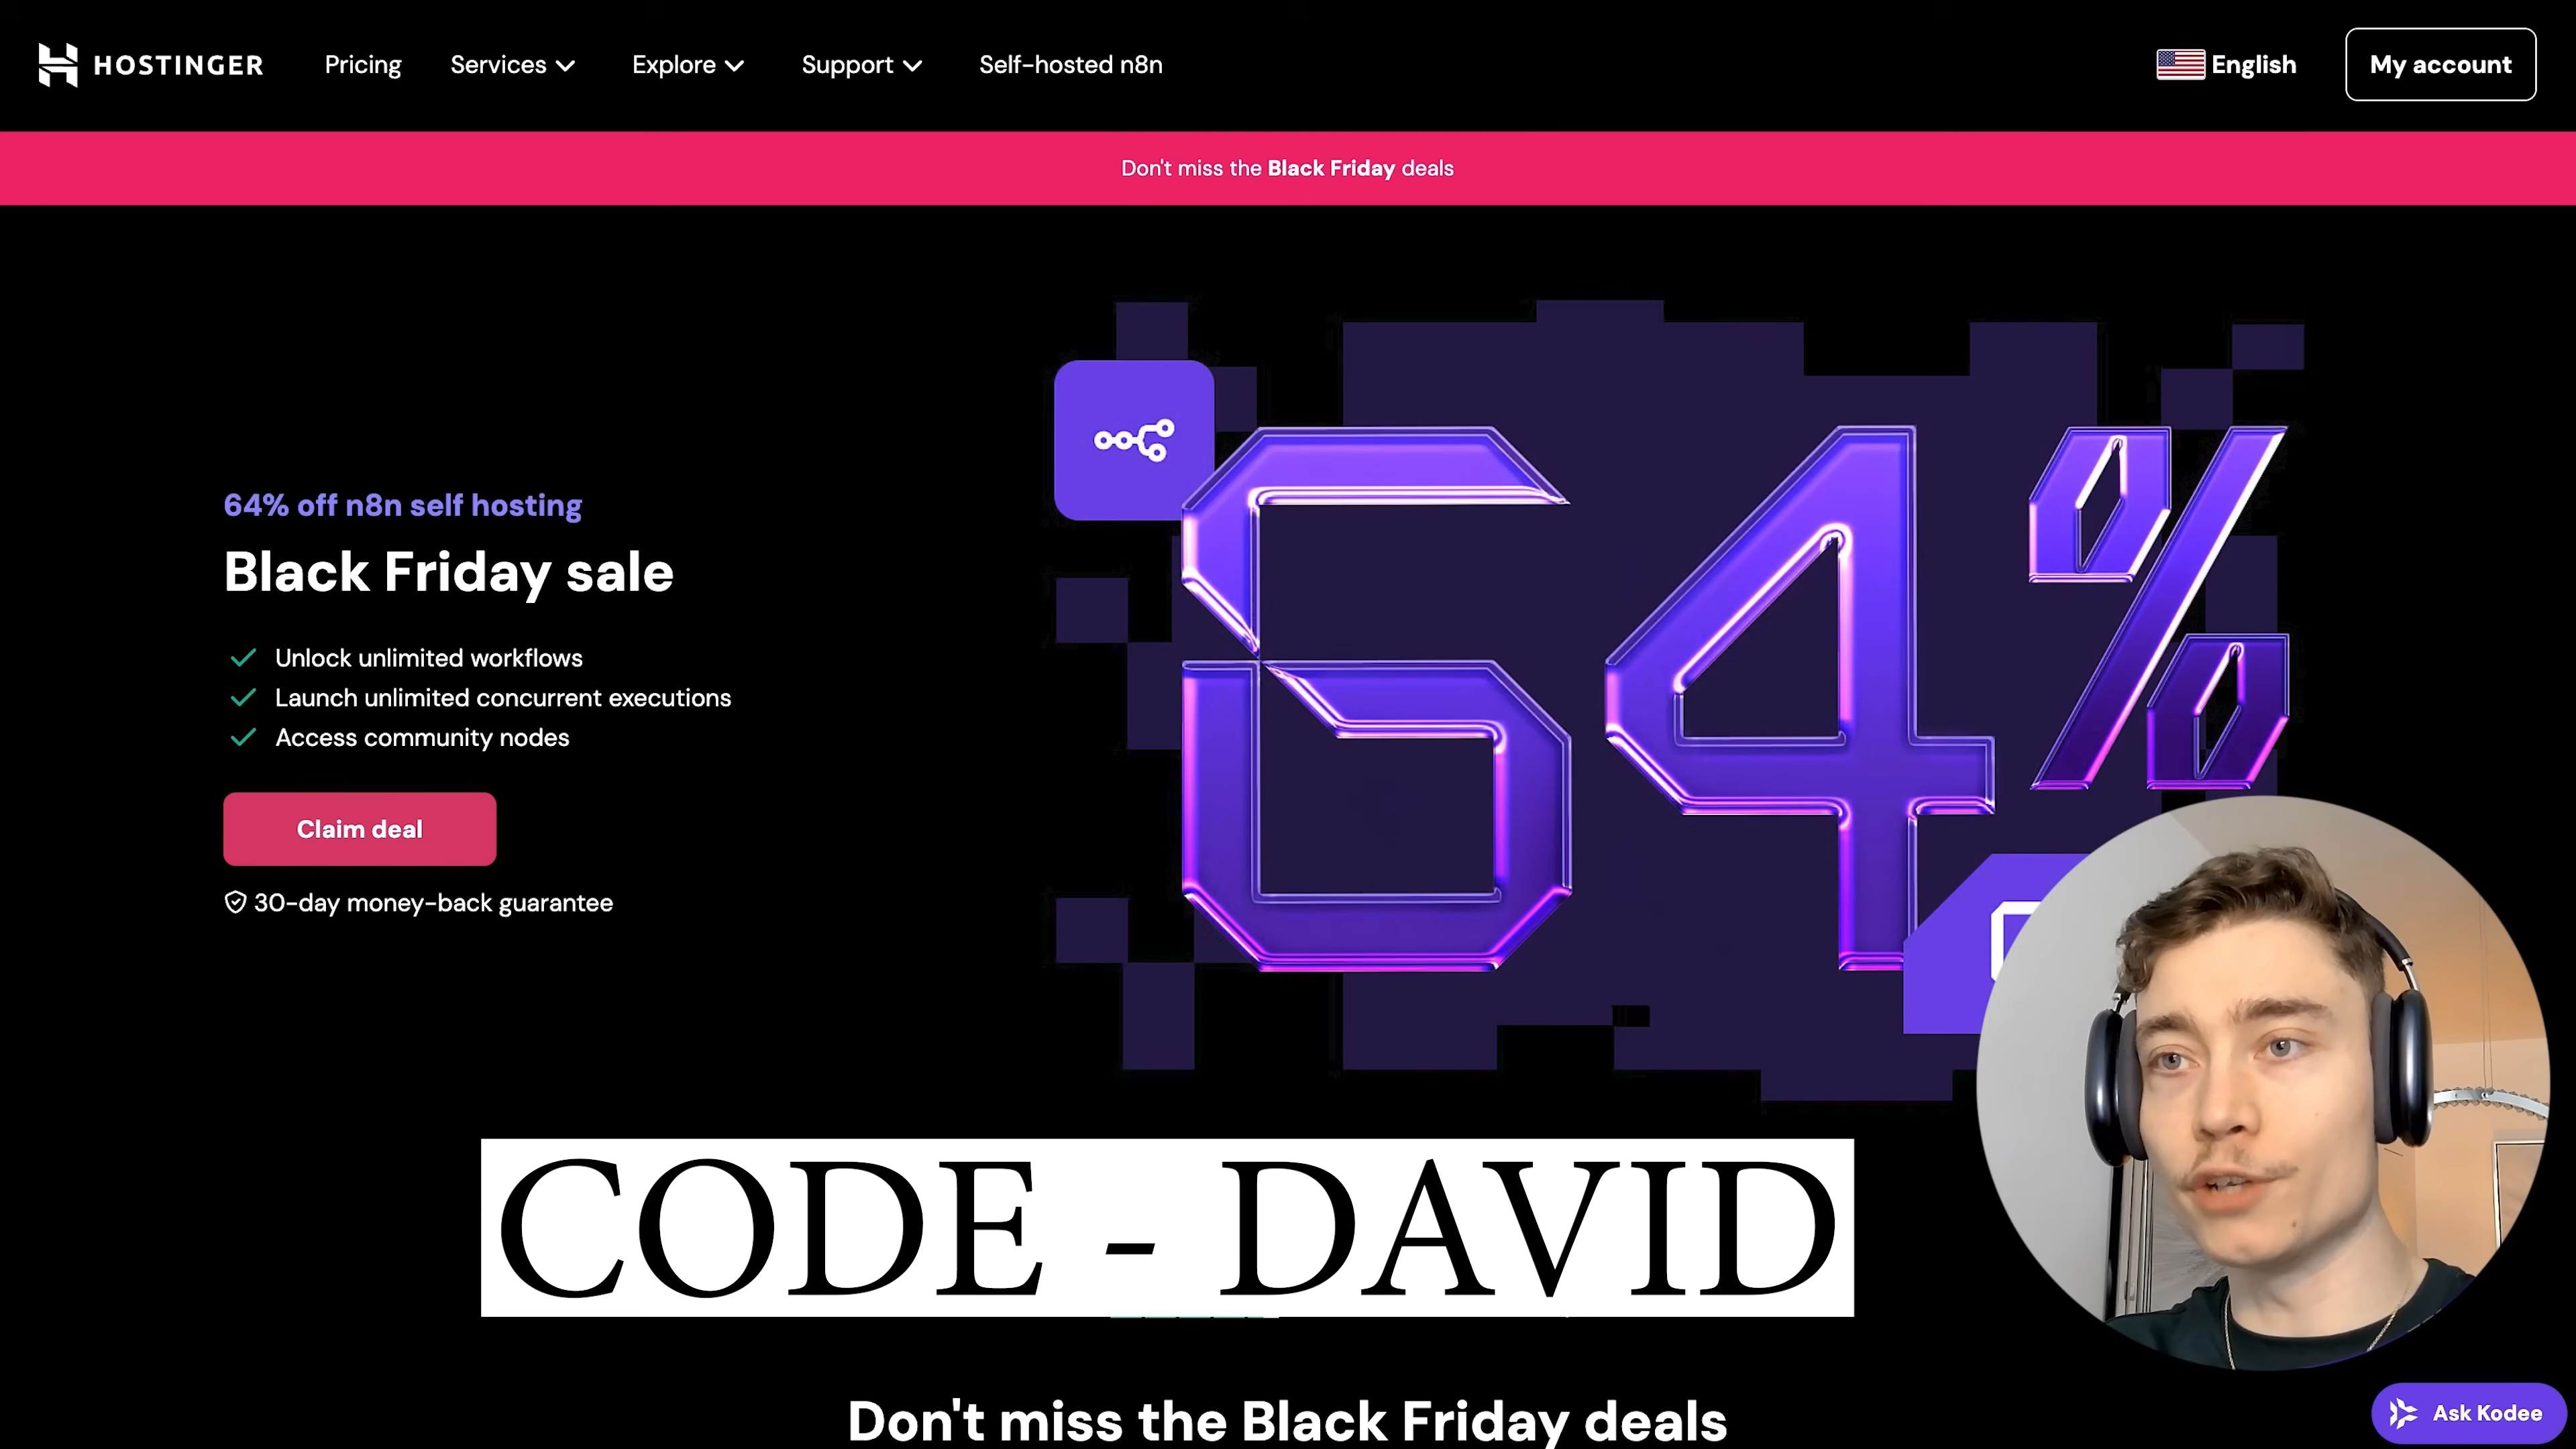 HOSTINGER
Pricing
Services
Explore
Support
Self-hosted n8n
English
My account
Don't miss the Black Friday deals
64% off n8n self hosting
Black Friday sale
Unlock unlimited workflows
Launch unlimited concurrent executions
Access community nodes
Claim deal
30-day money-back guarantee
64%
CODE - DAVID
Don't miss the Black Friday deals
Ask Kodee